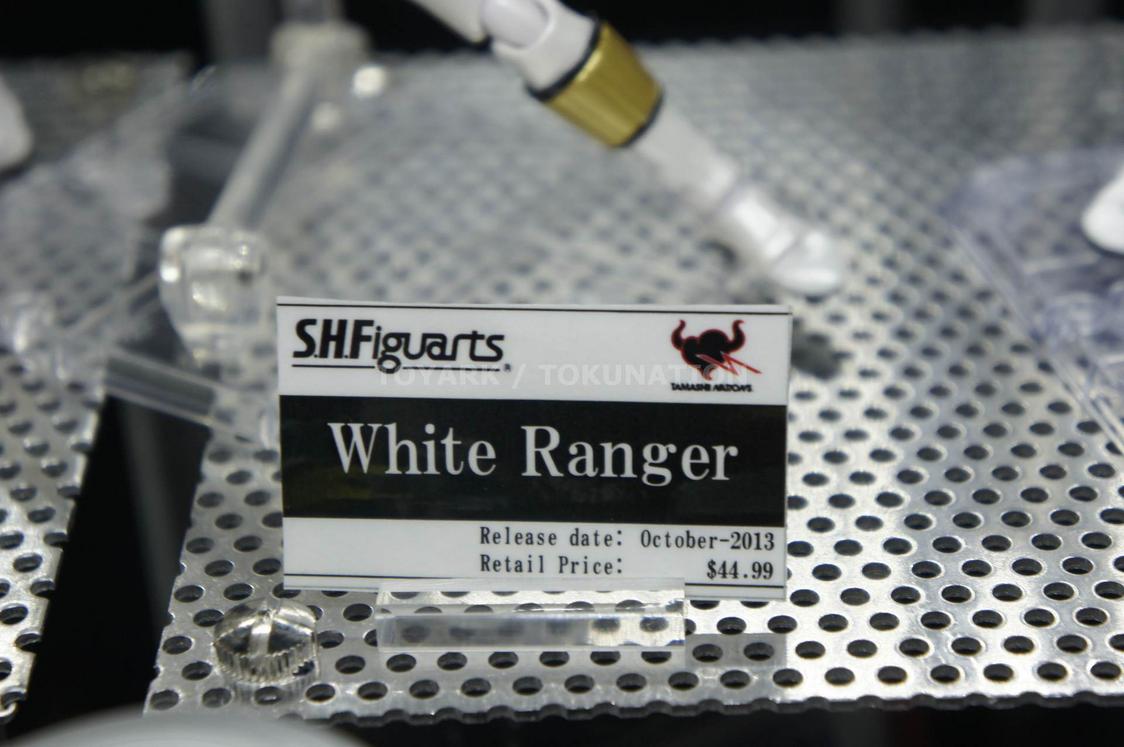 S.H.Figuarts
TAMASHII NATIONS
TOYARK / TOKUNATION
White Ranger
Release date: October-2013
Retail Price: $44.99